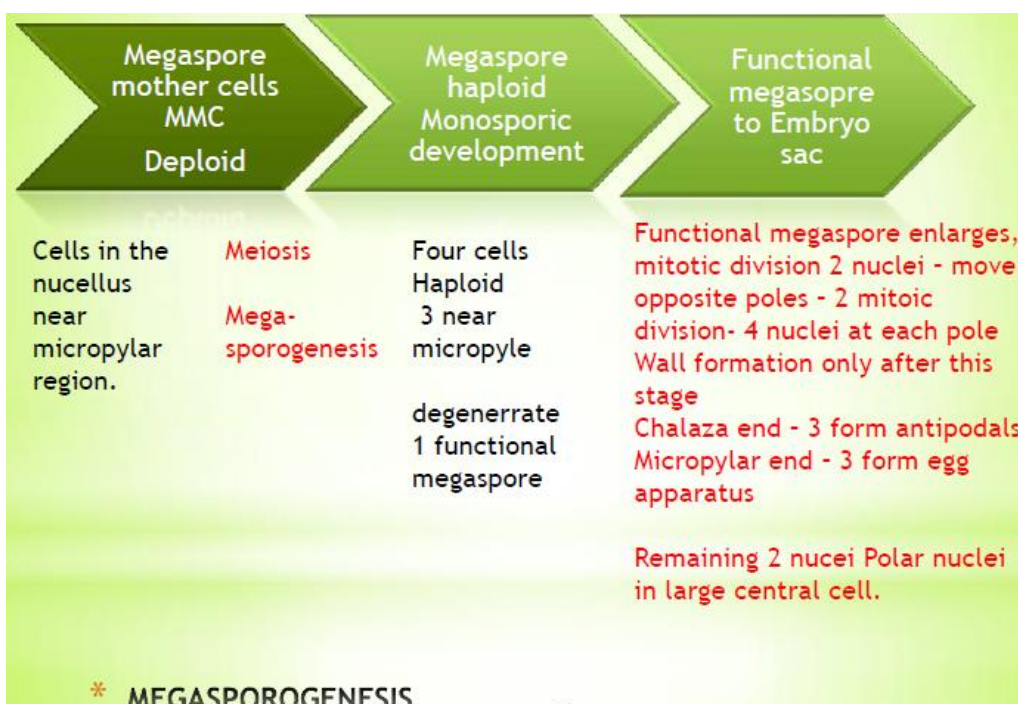 Megaspore
mother cells
MMC
Deploid
Megaspore
haploid
Monosporic
development
Functional
megasopre
to Embryo
sac
Cells in the
nucellus
near
micropylar
region.
Meiosis
Mega-
sporogenesis
Four cells
Haploid
3 near
micropyle
degenerrate
1 functional
megaspore
Functional megaspore enlarges,
mitotic division 2 nuclei - move
opposite poles - 2 mitoic
division- 4 nuclei at each pole
Wall formation only after this
stage
Chalaza end - 3 form antipodals
Micropylar end - 3 form egg
apparatus
Remaining 2 nucei Polar nuclei
in large central cell.
* MEGASPOROGENESIS